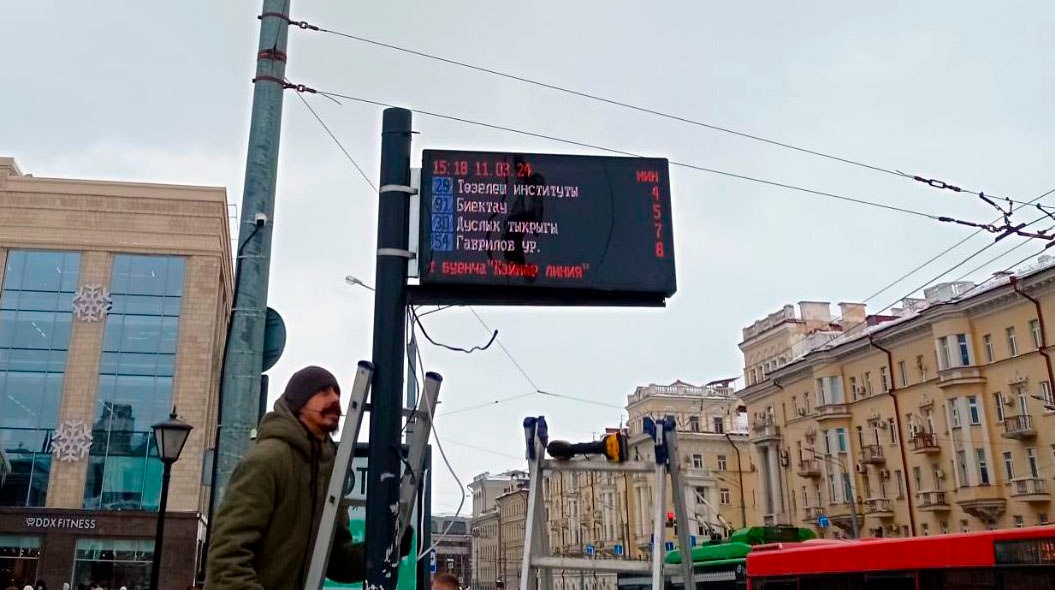 15:18 11.03.24 мин
29 Төзелеш институты 4
91 Биектау 5
30 Дуслык тыкрыгы 7
54 Гаврилов ур. 8
г буенча "Кайнар линия"
DDX FITNESS